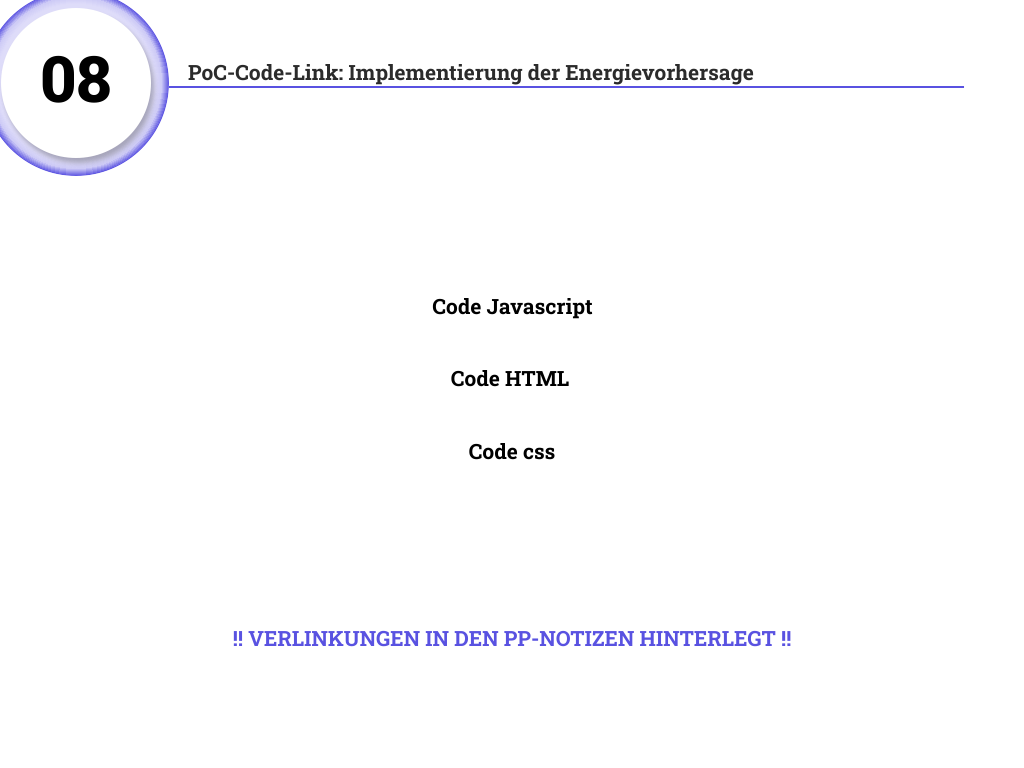 08
PoC-Code-Link: Implementierung der Energievorhersage
Code Javascript
Code HTML
Code css
!! VERLINKUNGEN IN DEN PP-NOTIZEN HINTERLEGT !!